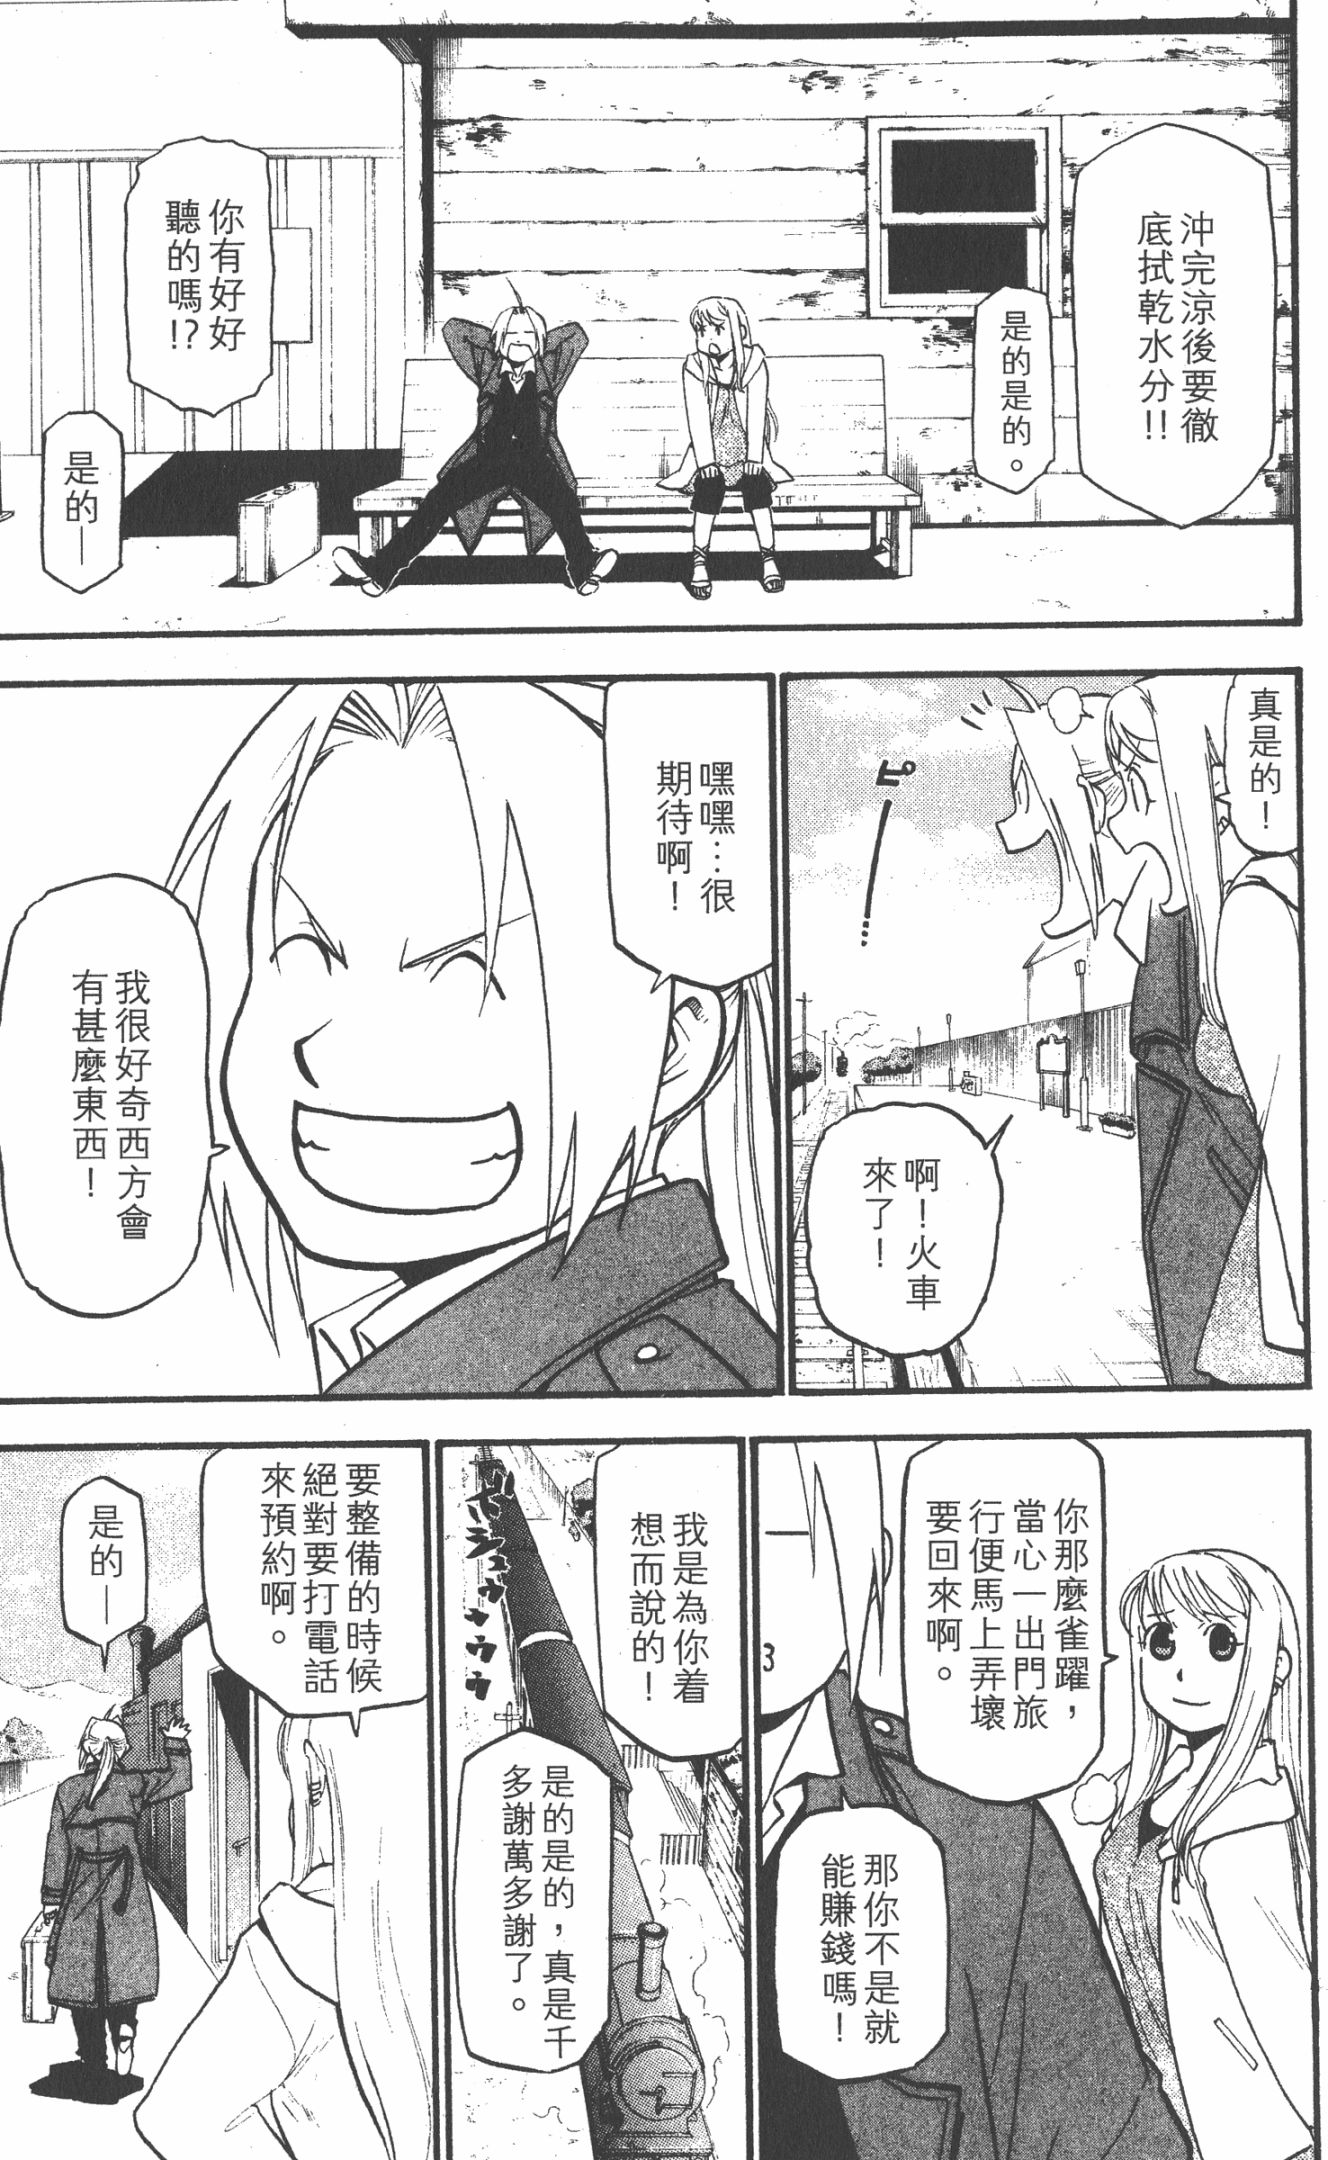 沖完涼後要徹
底拭乾水分!!
是的是的。
你有好好
聽的嗎!?
是的—
真是的!
ピ
啊!火車
來了!
嘿嘿…很
期待啊!
我很好奇西方會
有甚麼東西!
你那麼雀躍，
當心一出門旅
行便馬上弄壞
要回來啊。
那你不是就
能賺錢嗎!
我是為你着
想而說的!
是的是的，真是千
多謝萬多謝了。
要整備的時候
絕對要打電話
來預約啊。
是的—